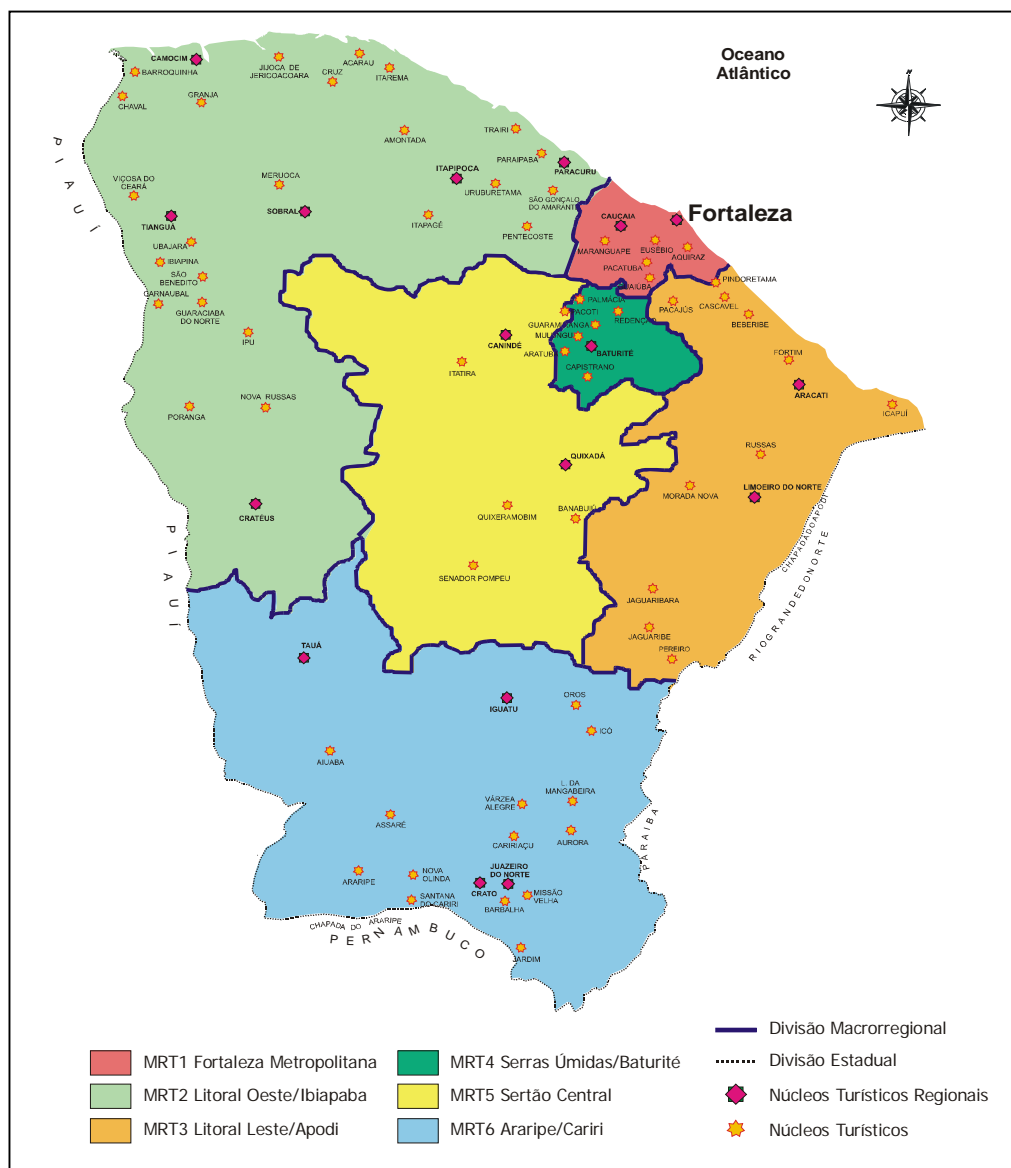 Oceano
Atlântico
CAMOCIM
BARROQUINHA
CHAVAL
GRANJA
JIJOCA DE
JERICOACOARA
CRUZ
ACARAU
ITAREMA
AMONTADA
TRAIRI
PARAIPABA
PARACURU
ITAPIPOCA
URUBURETAMA
SÃO GONÇALO
DO AMARANTE
MERUOCA
SOBRAL
ITAPAGÉ
PENTECOSTE
VIÇOSA DO
CEARÁ
TIANGUÁ
UBAJARA
IBIAPINA
SÃO
BENEDITO
CARNAUBAL
GUARACIABA
DO NORTE
IPU
PORANGA
NOVA RUSSAS
CRATÉUS
PIAUÍ
PIAUÍ
Fortaleza
CAUCAIA
MARANGUAPE
EUSÉBIO
AQUIRAZ
PACATUBA
PINDORETAMA
CASCAVEL
PACAJÚS
BEBERIBE
FORTIM
ARACATI
ICAPUÍ
RUSSAS
LIMOEIRO DO NORTE
MORADA NOVA
JAGUARIBARA
JAGUARIBE
PEREIRO
CHAPADADOAPODI
RIOGRANDEDONORTE
PALMÁCIA
PACOTI
REDENÇÃO
GUARAMIRANGA
MULUNGU
BATURITÉ
ARATUBA
CAPISTRANO
CANINDÉ
ITATIRA
QUIXADÁ
QUIXERAMOBIM
BANABUIÚ
SENADOR POMPEU
TAUÁ
IGUATU
OROS
ICÓ
AIUABA
L. DA
MANGABEIRA
VÁRZEA
ALEGRE
ASSARÉ
CARIRIAÇU
AURORA
PARAIBA
ARARIPE
NOVA
OLINDA
JUAZEIRO
DO NORTE
CRATO
MISSÃO
VELHA
SANTANA
DO CARIRI
BARBALHA
JARDIM
CHAPADA DO ARARIPE
PERNAMBUCO
MRT1 Fortaleza Metropolitana
MRT2 Litoral Oeste/Ibiapaba
MRT3 Litoral Leste/Apodi
MRT4 Serras Úmidas/Baturité
MRT5 Sertão Central
MRT6 Araripe/Cariri
Divisão Macrorregional
Divisão Estadual
Núcleos Turísticos Regionais
Núcleos Turísticos